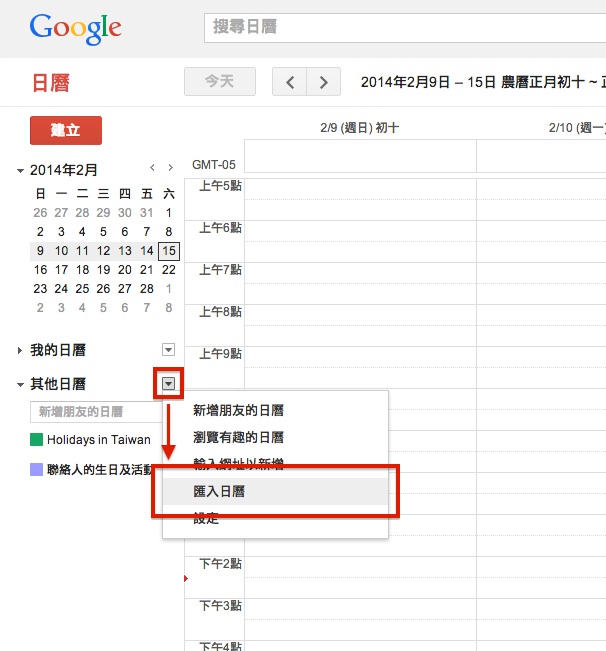 Google
搜尋日曆
日曆
今天
2014年2月9日 – 15日 農曆正月初十 ~
建立
2014年2月
日 一 二 三 四 五 六
26 27 28 29 30 31 1
2 3 4 5 6 7 8
9 10 11 12 13 14 15
16 17 18 19 20 21 22
23 24 25 26 27 28 1
2 3 4 5 6 7 8
我的日曆
其他日曆
新增朋友的日曆
Holidays in Taiwan
聯絡人的生日及活動
新增朋友的日曆
瀏覽有趣的日曆
輸入網址以新增
匯入日曆
設定
2/9 (週日) 初十
2/10 (週一
GMT-05
上午5點
上午6點
上午7點
上午8點
上午9點
下午2點
下午3點
下午4點